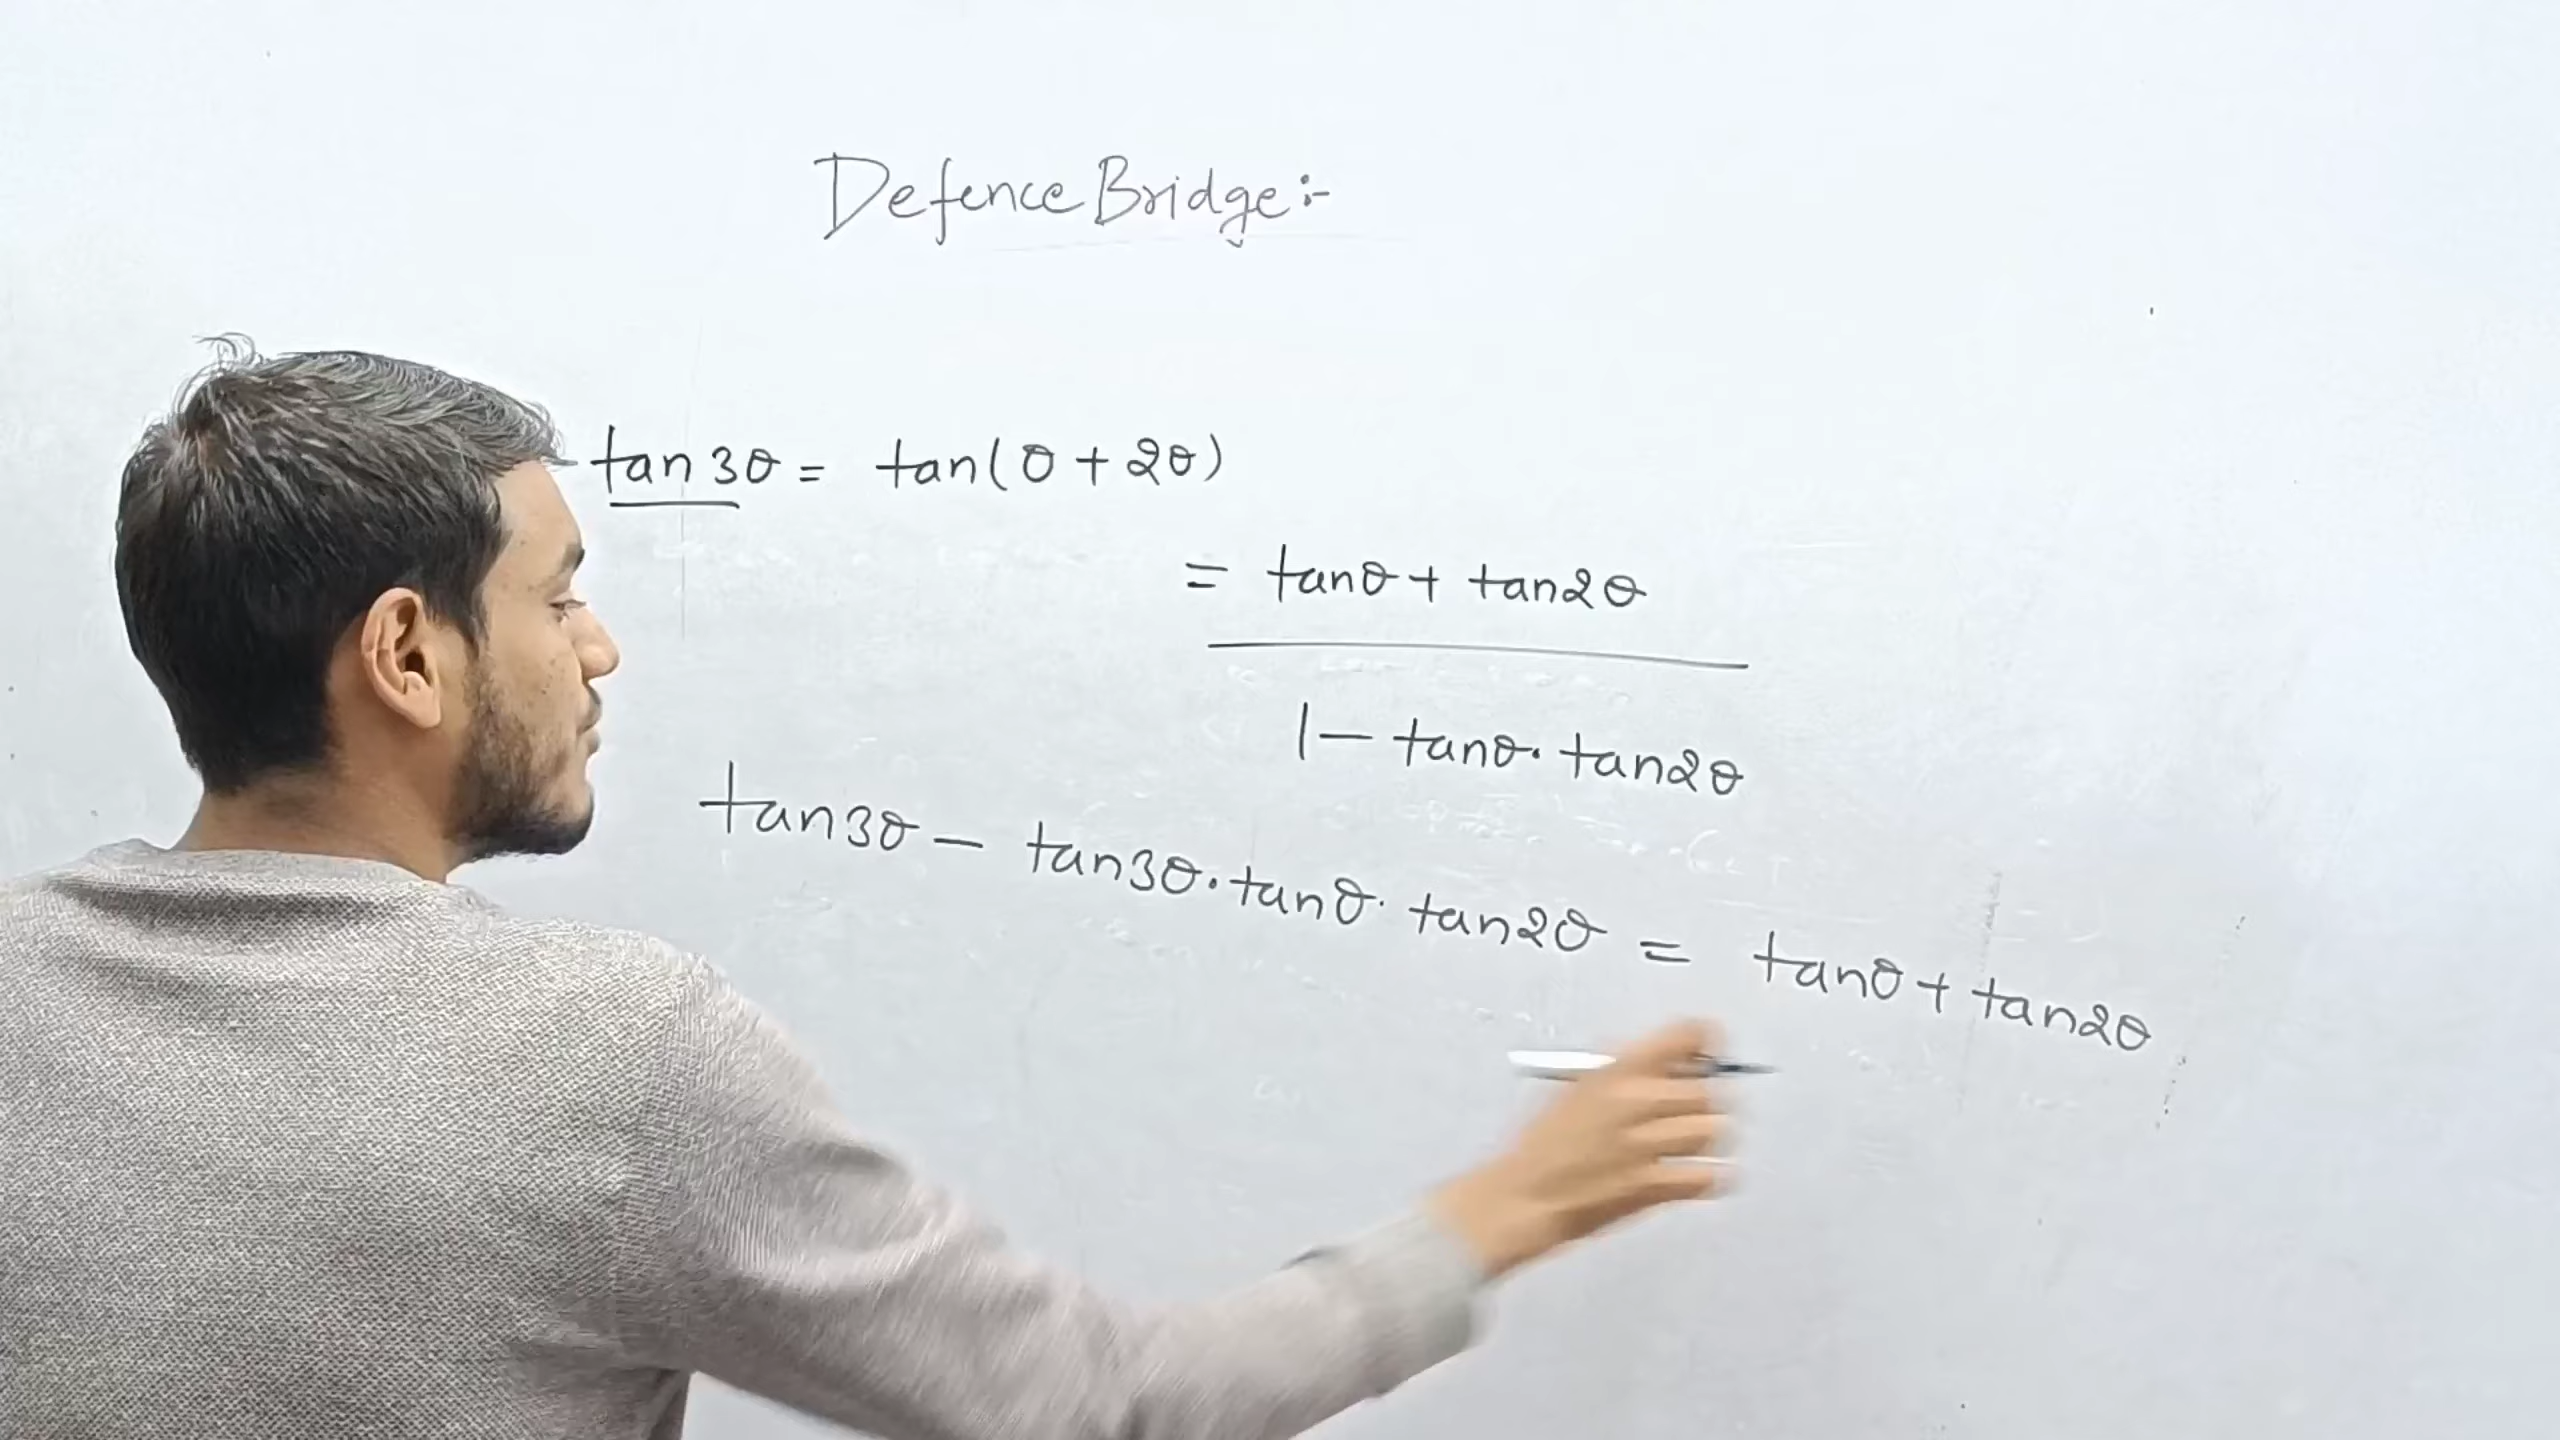 Defence Bridge:-
tan3θ = tan(θ + 2θ)
= tanθ + tan2θ
1 - tanθ. tan2θ
tan3θ - tan3θ. tanθ. tan2θ = tanθ + tan2θ